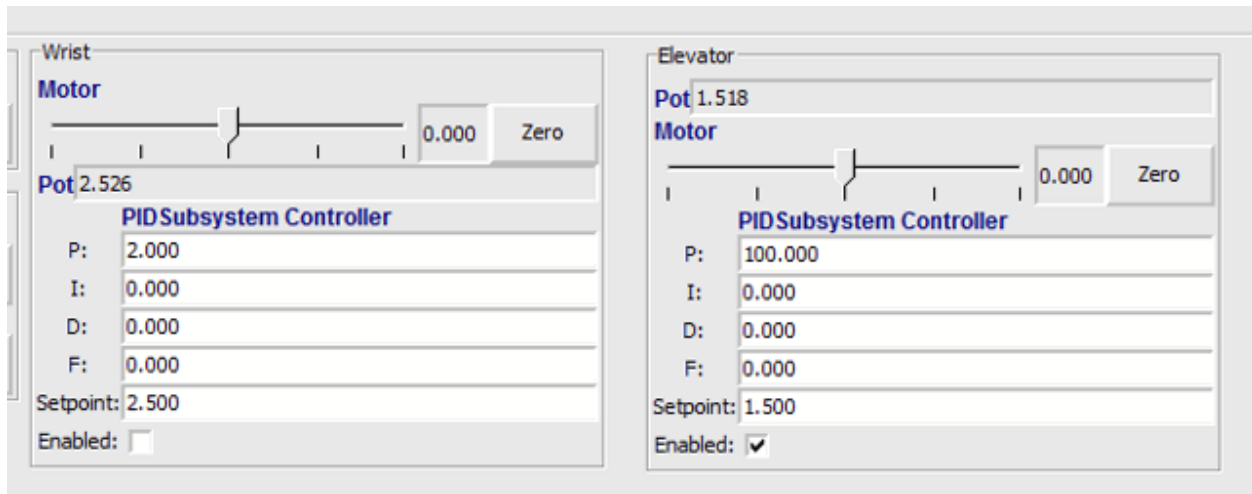 Wrist
Motor
0.000 Zero
Pot 2.526
PIDSubsystem Controller
P: 2.000
I: 0.000
D: 0.000
F: 0.000
Setpoint: 2.500
Enabled:
Elevator
Pot 1.518
Motor
0.000 Zero
PIDSubsystem Controller
P: 100.000
I: 0.000
D: 0.000
F: 0.000
Setpoint: 1.500
Enabled: